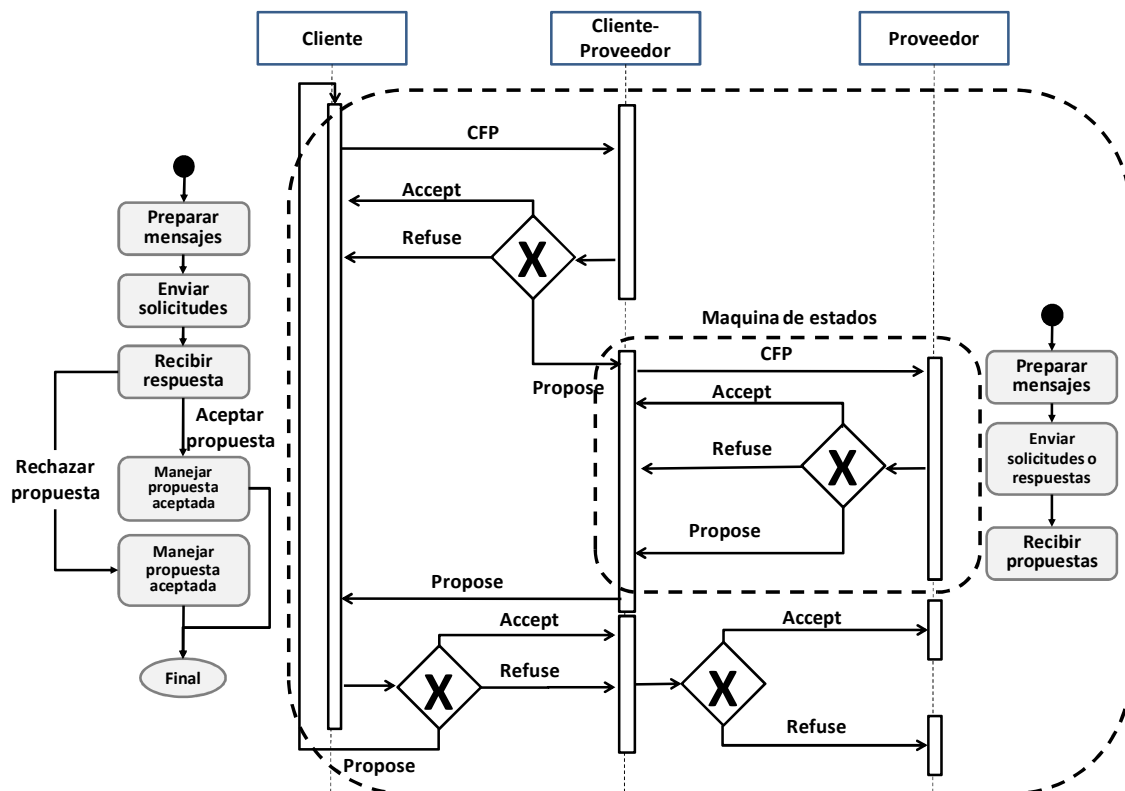 Cliente
Cliente-
Proveedor
Proveedor
CFP
Accept
Refuse
X
Propose
Preparar
mensajes
Enviar
solicitudes
Recibir
respuesta
Aceptar
propuesta
Rechazar
propuesta
Manejar
propuesta
aceptada
Manejar
propuesta
aceptada
Final
Maquina de estados
CFP
Accept
Refuse
X
Propose
Preparar
mensajes
Enviar
solicitudes o
respuestas
Recibir
propuestas
Propose
Accept
X
Refuse
Propose
Accept
X
Refuse